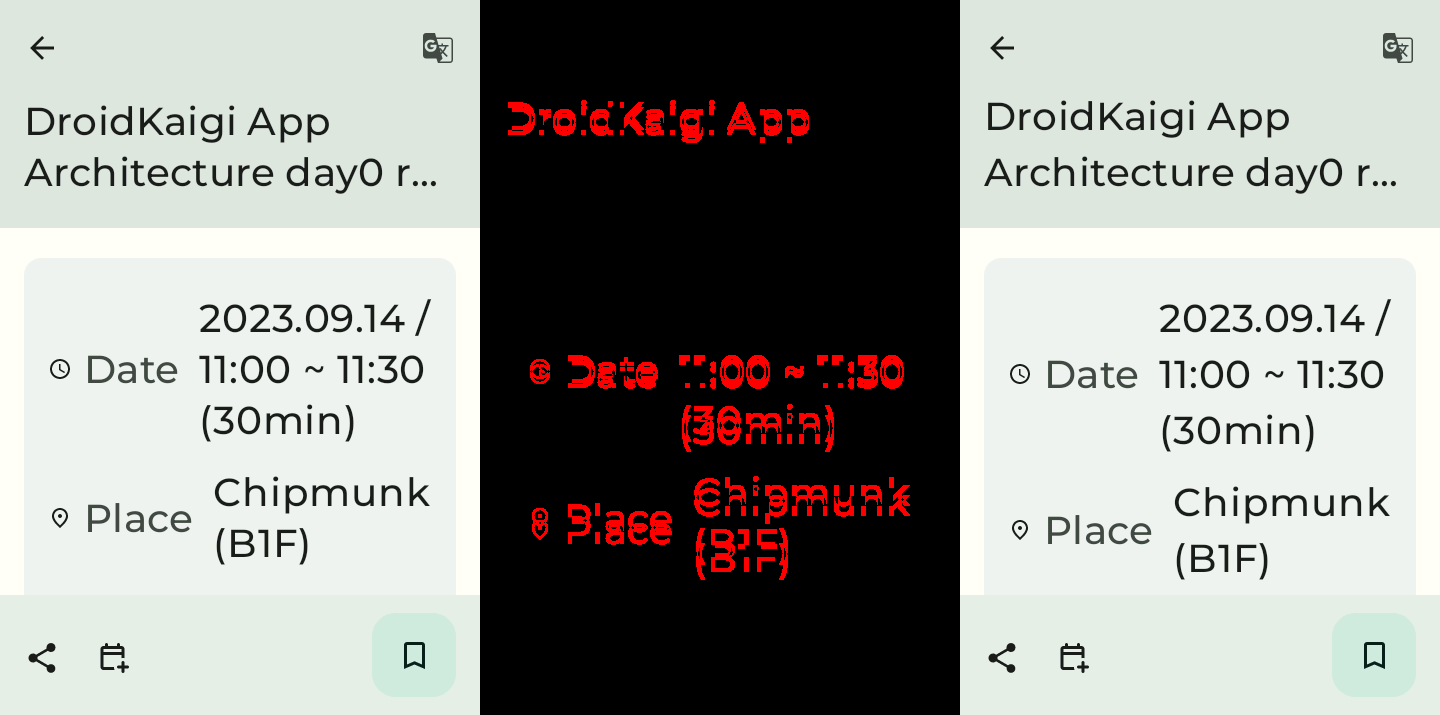 DroidKaigi App
Architecture day0 r...
Date
2023.09.14 /
11:00 ~ 11:30
(30min)
Place
Chipmunk
(B1F)
DroidKaigi App
Date
11:00 ~ 11:30
(30min)
Place
Chipmunk
(B1F)
DroidKaigi App
Architecture day0 r...
Date
2023.09.14 /
11:00 ~ 11:30
(30min)
Place
Chipmunk
(B1F)